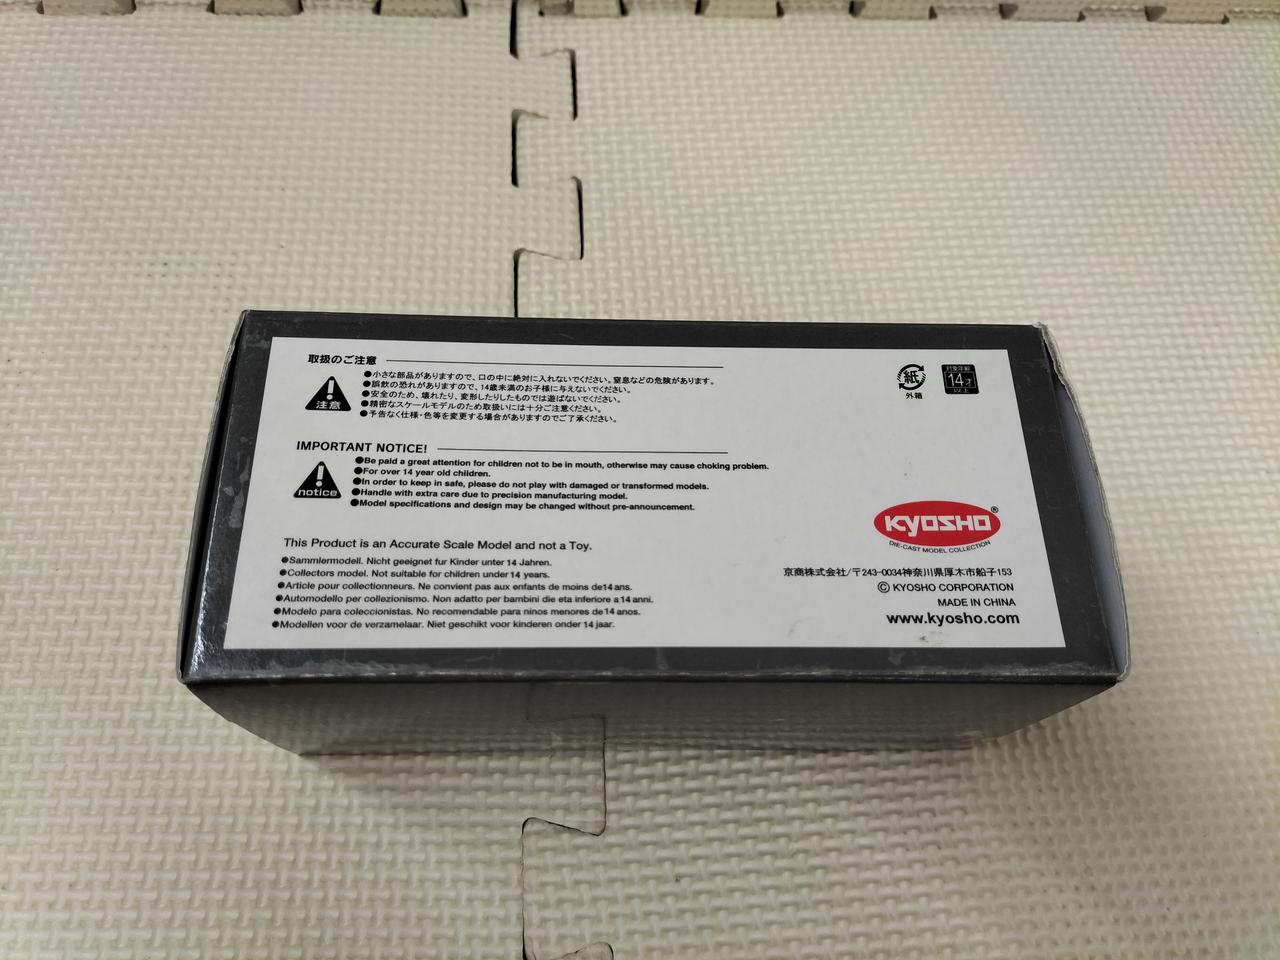 取扱のご注意
注意
●小さな部品がありますので、口の中に絶対に入れないでください。窒息などの危険があります。
●誤飲の恐れがありますので、14歳未満のお子様に与えないでください。
●安全のため、壊れたり、変形したりしたものでは遊ばないでください。
●精密なスケールモデルのため取扱いには十分ご注意ください。
●予告なく仕様・色等を変更する場合がありますのでご了承ください。
紙
外箱
対象年齢
14才
以上
IMPORTANT NOTICE!
notice
●Be paid a great attention for children not to be in mouth, otherwise may cause choking problem.
●For over 14 year old children.
●In order to keep in safe, please do not play with damaged or transformed models.
●Handle with extra care due to precision manufacturing model.
●Model specifications and design may be changed without pre-announcement.
This Product is an Accurate Scale Model and not a Toy.
●Sammlermodell. Nicht geeignet fur Kinder unter 14 Jahren.
●Collectors model. Not suitable for children under 14 years.
●Article pour collectionneurs. Ne convient pas aux enfants de moins de14ans.
●Automodello per collezionismo. Non adatto per bambini die eta inferiore a 14 anni.
●Modelo para coleccionistas. No recomendable para ninos menores de14 anos.
●Modellen voor de verzamelaar. Niet geschikt voor kinderen onder 14 jaar.
KYOSHO®
DIE-CAST MODEL COLLECTION
京商株式会社/〒243-0034神奈川県厚木市船子153
© KYOSHO CORPORATION
MADE IN CHINA
www.kyosho.com